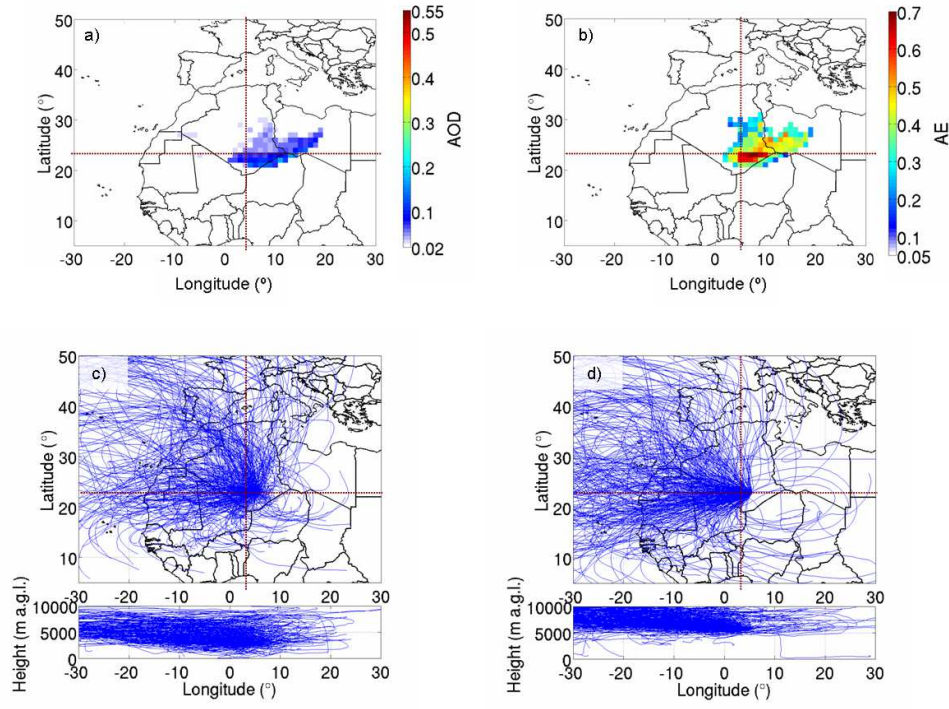 a)
50
40
30
20
10
Latitude (°)
-30 -20 -10 0 10 20 30
Longitude (º)
0.55
0.5
0.4
0.3
0.2
0.1
0.02
AOD
b)
50
40
30
20
10
Latitude (°)
-30 -20 -10 0 10 20 30
Longitude (º)
0.7
0.6
0.5
0.4
0.3
0.2
0.1
0.05
AE
c)
50
40
30
20
10
Latitude (°)
-30 -20 -10 0 10 20 30
10000
5000
0
Height (m a.g.l.)
-30 -20 -10 0 10 20 30
Longitude (°)
d)
50
40
30
20
10
Latitude (°)
-30 -20 -10 0 10 20 30
10000
5000
0
Height (m a.g.l.)
-30 -20 -10 0 10 20 30
Longitude (°)